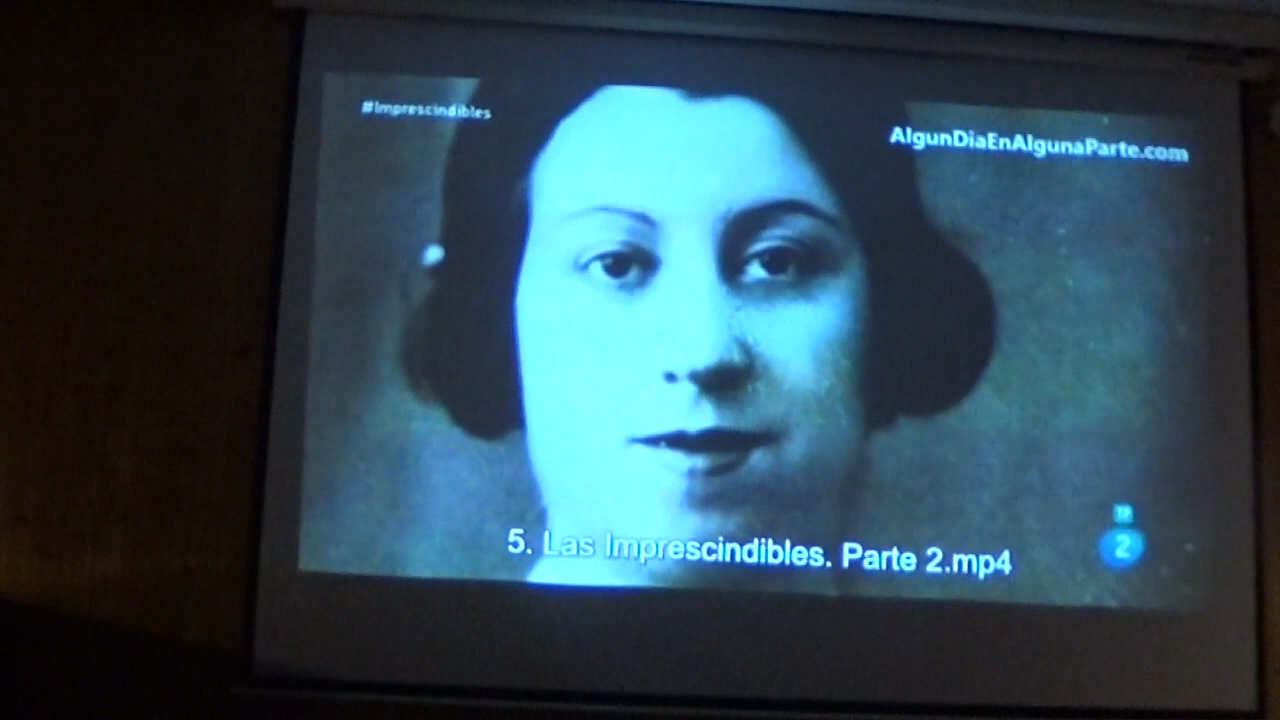 #Imprescindibles
AlgunDiaEnAlgunaParte.com
5. Las Imprescindibles. Parte 2.mp4
2